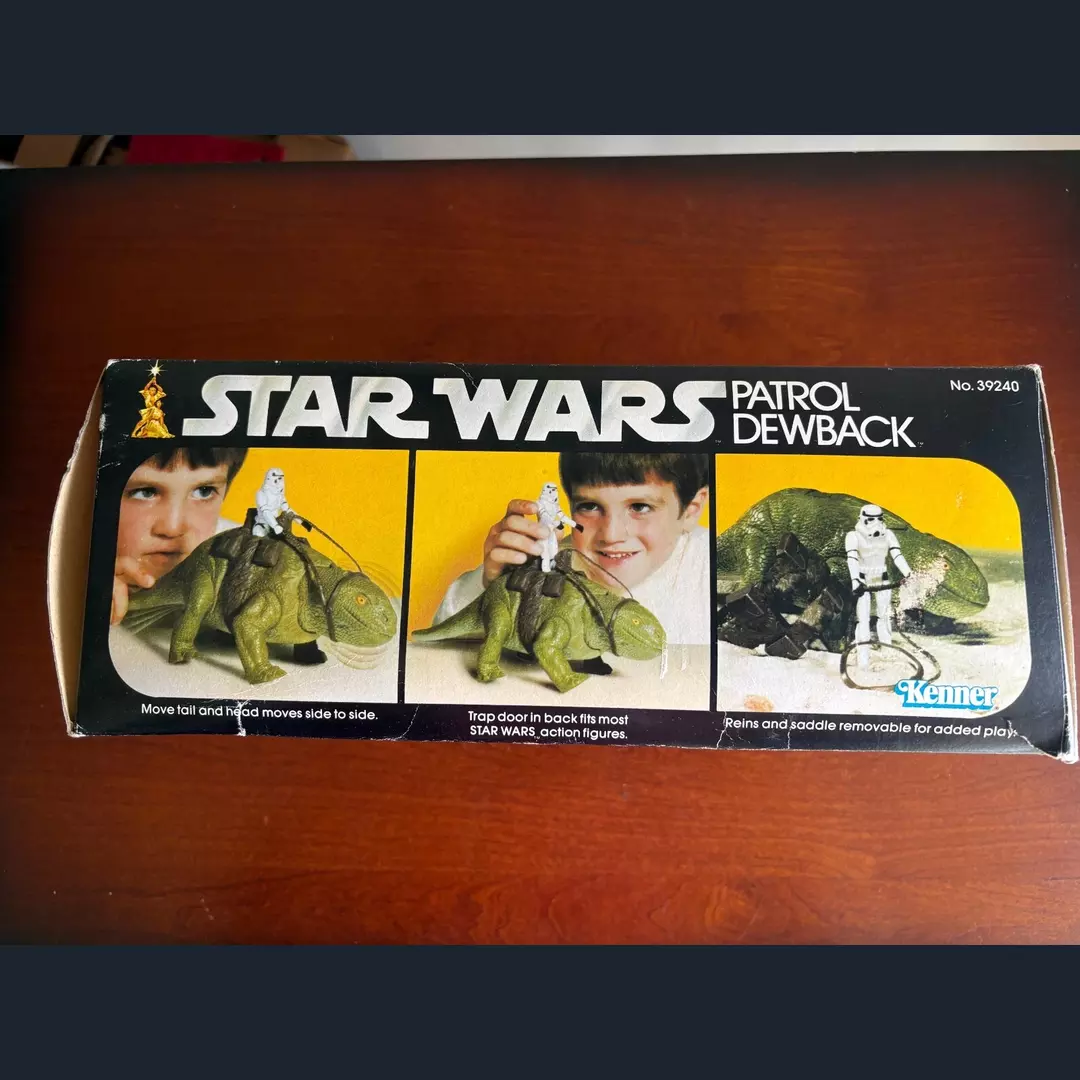 STAR WARS
PATROL
DEWBACK™
No. 39240
Move tail and head moves side to side.
Trap door in back fits most
STAR WARS action figures.
Reins and saddle removable for added play.
Kenner